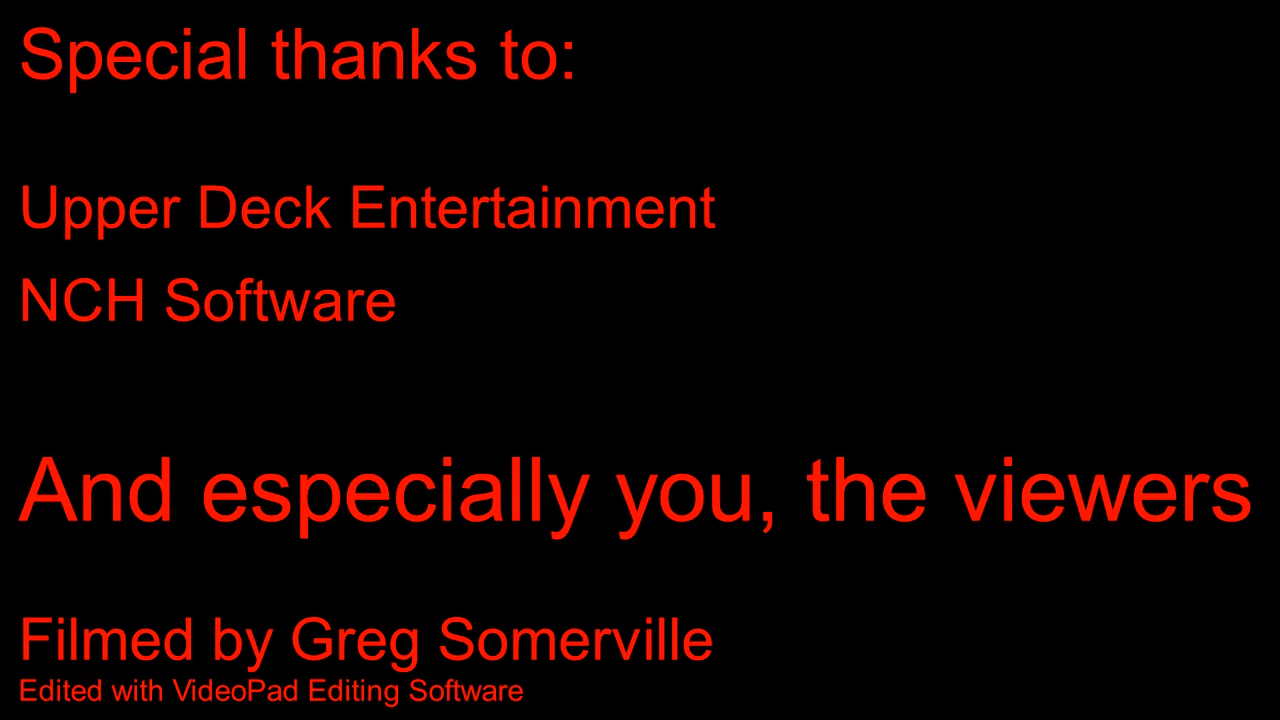 Special thanks to:
Upper Deck Entertainment
NCH Software
And especially you, the viewers
Filmed by Greg Somerville
Edited with VideoPad Editing Software